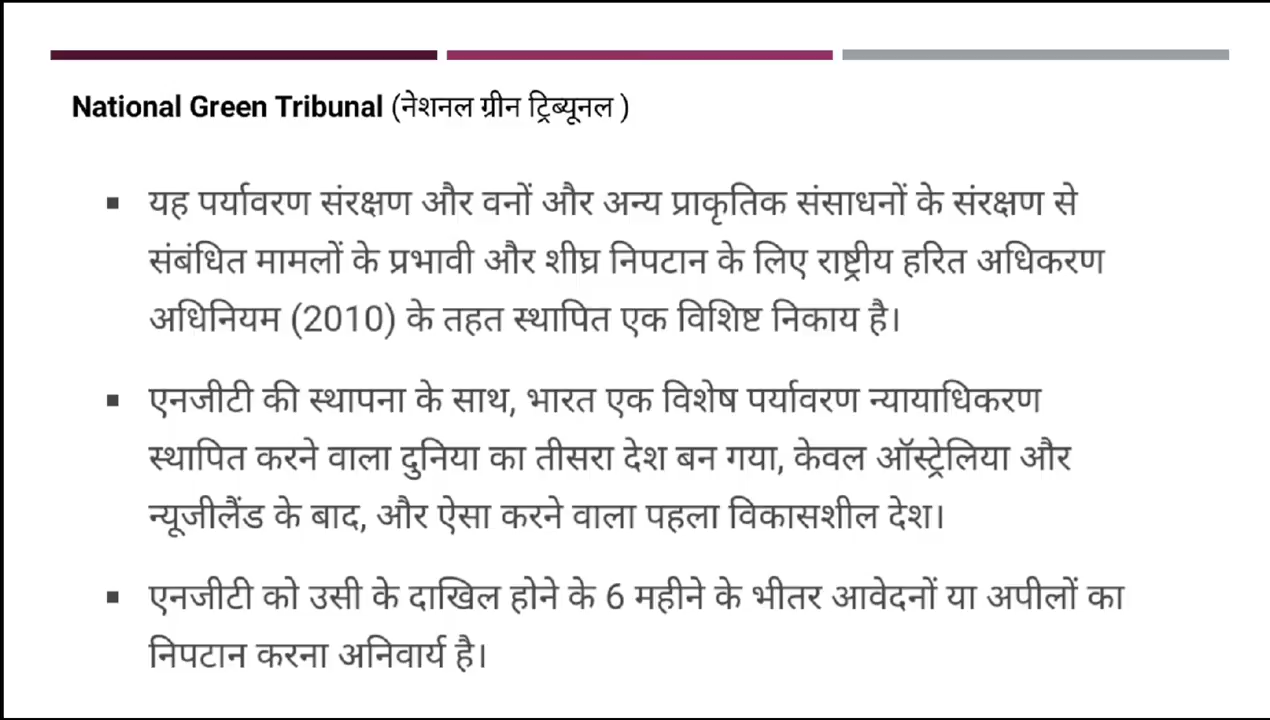 National Green Tribunal (नेशनल ग्रीन ट्रिब्यूनल )
▪ यह पर्यावरण संरक्षण और वनों और अन्य प्राकृतिक संसाधनों के संरक्षण से
संबंधित मामलों के प्रभावी और शीघ्र निपटान के लिए राष्ट्रीय हरित अधिकरण
अधिनियम (2010) के तहत स्थापित एक विशिष्ट निकाय है।
▪ एनजीटी की स्थापना के साथ, भारत एक विशेष पर्यावरण न्यायाधिकरण
स्थापित करने वाला दुनिया का तीसरा देश बन गया, केवल ऑस्ट्रेलिया और
न्यूजीलैंड के बाद, और ऐसा करने वाला पहला विकासशील देश।
▪ एनजीटी को उसी के दाखिल होने के 6 महीने के भीतर आवेदनों या अपीलों का
निपटान करना अनिवार्य है।